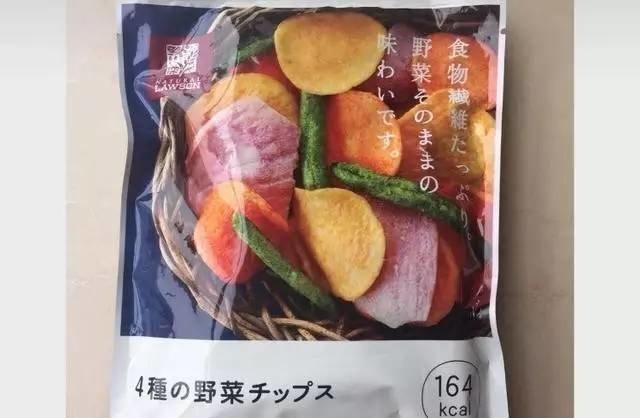 NATURAL
LAWSON
食物繊維たっぷり。
野菜そのままの
味わいです。
4種の野菜チップス
164
kcal